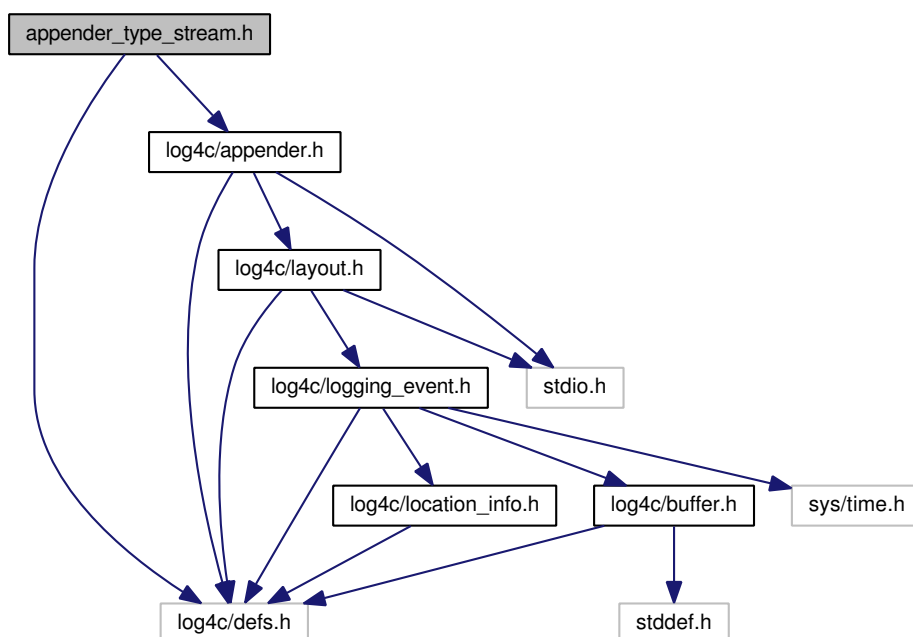 appender_type_stream.h
log4c/appender.h
log4c/layout.h
log4c/logging_event.h
stdio.h
log4c/location_info.h
log4c/buffer.h
sys/time.h
log4c/defs.h
stddef.h